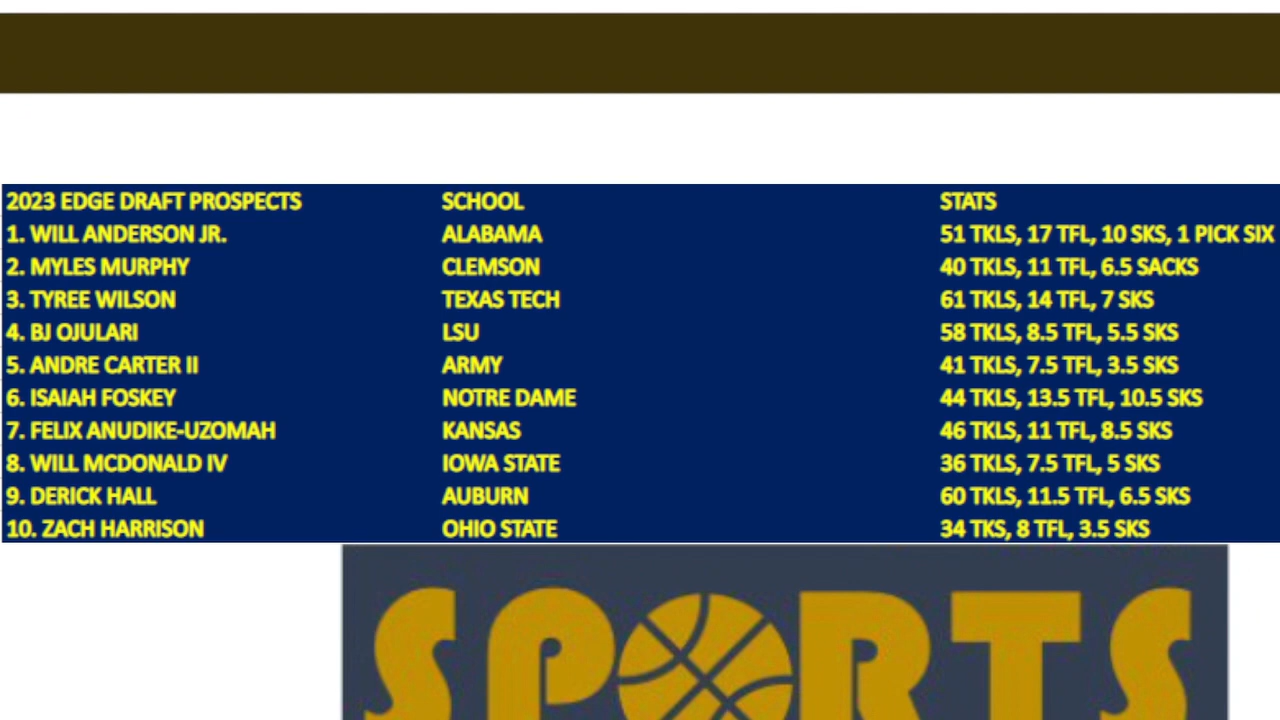 2023 EDGE DRAFT PROSPECTS SCHOOL STATS
1. WILL ANDERSON JR. ALABAMA 51 TKLS, 17 TFL, 10 SKS, 1 PICK SIX
2. MYLES MURPHY CLEMSON 40 TKLS, 11 TFL, 6.5 SACKS
3. TYREE WILSON TEXAS TECH 61 TKLS, 14 TFL, 7 SKS
4. BJ OJULARI LSU 58 TKLS, 8.5 TFL, 5.5 SKS
5. ANDRE CARTER II ARMY 41 TKLS, 7.5 TFL, 3.5 SKS
6. ISAIAH FOSKEY NOTRE DAME 44 TKLS, 13.5 TFL, 10.5 SKS
7. FELIX ANUDIKE-UZOMAH KANSAS 46 TKLS, 11 TFL, 8.5 SKS
8. WILL MCDONALD IV IOWA STATE 36 TKLS, 7.5 TFL, 5 SKS
9. DERICK HALL AUBURN 60 TKLS, 11.5 TFL, 6.5 SKS
10. ZACH HARRISON OHIO STATE 34 TKS, 8 TFL, 3.5 SKS
SPORTS